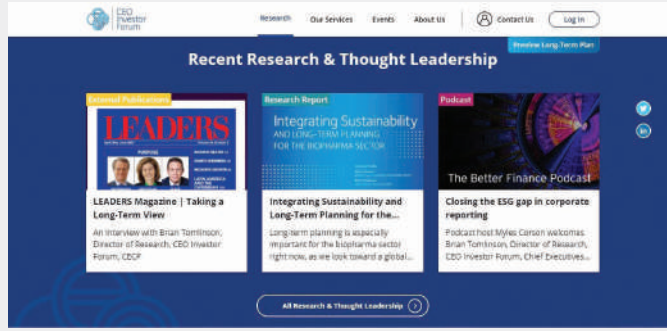 CEO
Investor
Forum
Research
Our Services
Events
About Us
Contact Us
Log In
Preview Long-Term Plan
Recent Research & Thought Leadership
External Publications
LEADERS
PURPOSE
Research Report
Integrating Sustainability
AND LONG-TERM PLANNING
FOR THE BIOPHARMA SECTOR
Podcast
The Better Finance Podcast
LEADERS Magazine | Taking a
Long-Term View
An Interview with Brian Tomlinson,
Director of Research, CEO Investor
Forum, CECP
Integrating Sustainability and
Long-Term Planning for the...
Long-term planning is especially
important for the biopharma sector
right now, as we look toward a global...
Closing the ESG gap in corporate
reporting
Podcast host Myles Corson welcomes
Brian Tomlinson, Director of Research,
CEO Investor Forum, Chief Executives...
All Research & Thought Leadership